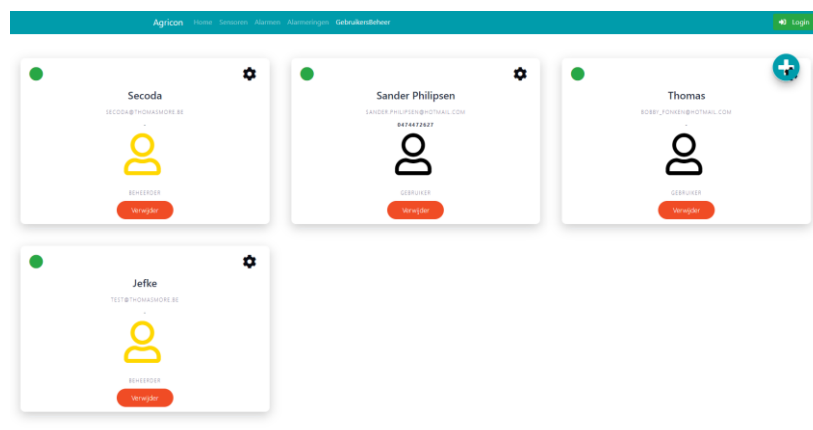 Agricon Home Sensoren Alarmen Alarmeringen GebruikersBeheer Login
Secoda
SECODA@THOMASMORE.BE
-
BEHEERDER
Verwijder
Sander Philipsen
SANDER.PHILIPSEN@HOTMAIL.COM
0474472627
GEBRUIKER
Verwijder
Thomas
BOBBY_FONKEN@HOTMAIL.COM
-
GEBRUIKER
Verwijder
Jefke
TEST@THOMASMORE.BE
-
BEHEERDER
Verwijder